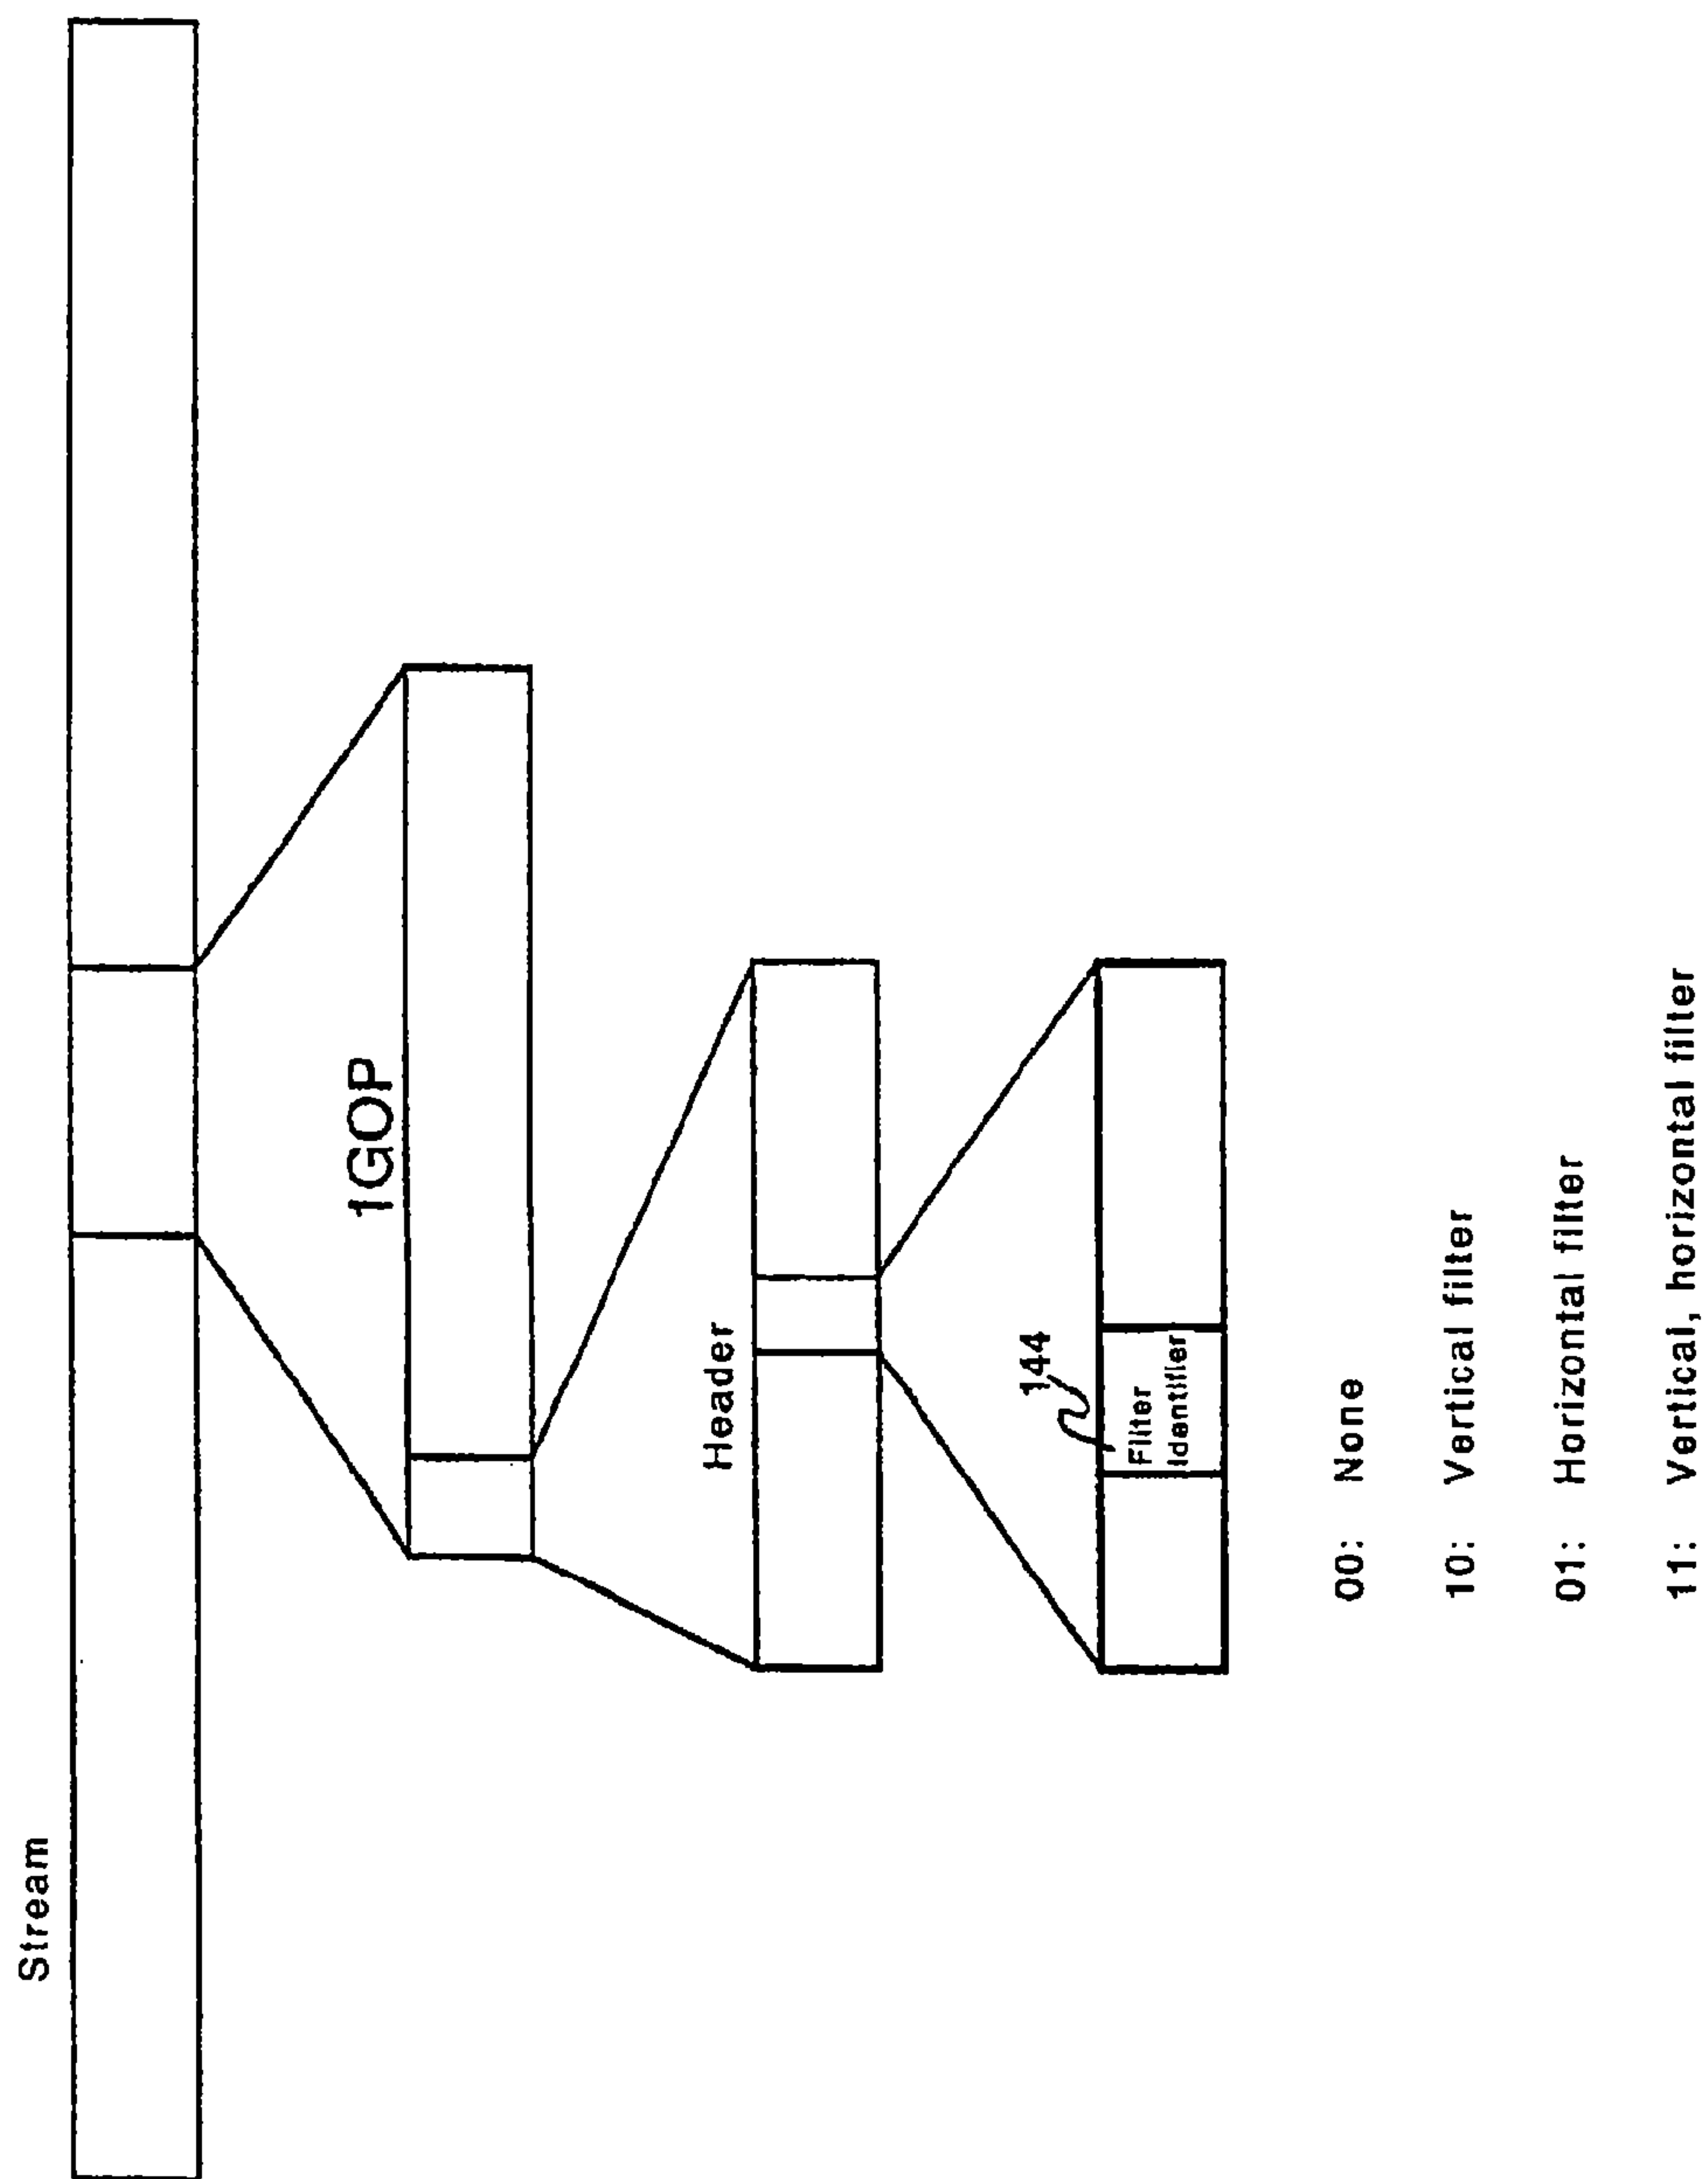 Stream
1GOP
Header
144
Filter
Identifier
00: None
10: Vertical filter
01: Horizontal filter
11: Vertical, horizontal filter